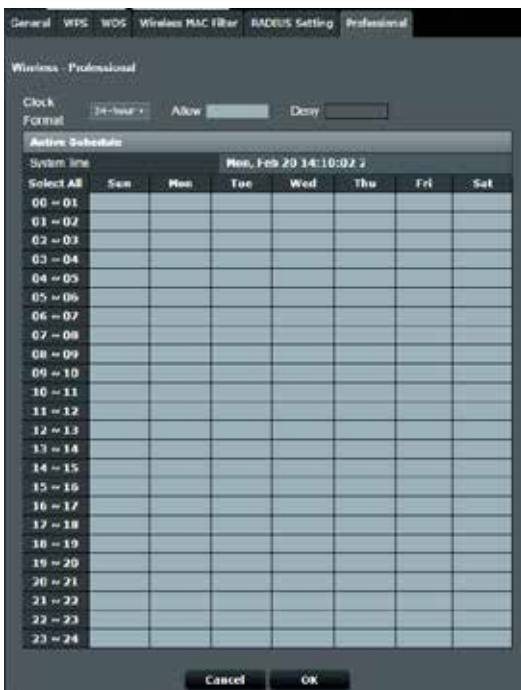 General WPS WDS Wireless MAC Filter RADIUS Setting Professional
Wireless - Professional
Clock Format 24-hour Allow Deny
Active Schedule
System Time Mon, Feb 20 14:10:02 2
Select All Sun Mon Tue Wed Thu Fri Sat
00 ~ 01
01 ~ 02
02 ~ 03
03 ~ 04
04 ~ 05
05 ~ 06
06 ~ 07
07 ~ 08
08 ~ 09
09 ~ 10
10 ~ 11
11 ~ 12
12 ~ 13
13 ~ 14
14 ~ 15
15 ~ 16
16 ~ 17
17 ~ 18
18 ~ 19
19 ~ 20
20 ~ 21
21 ~ 22
22 ~ 23
23 ~ 24
Cancel OK